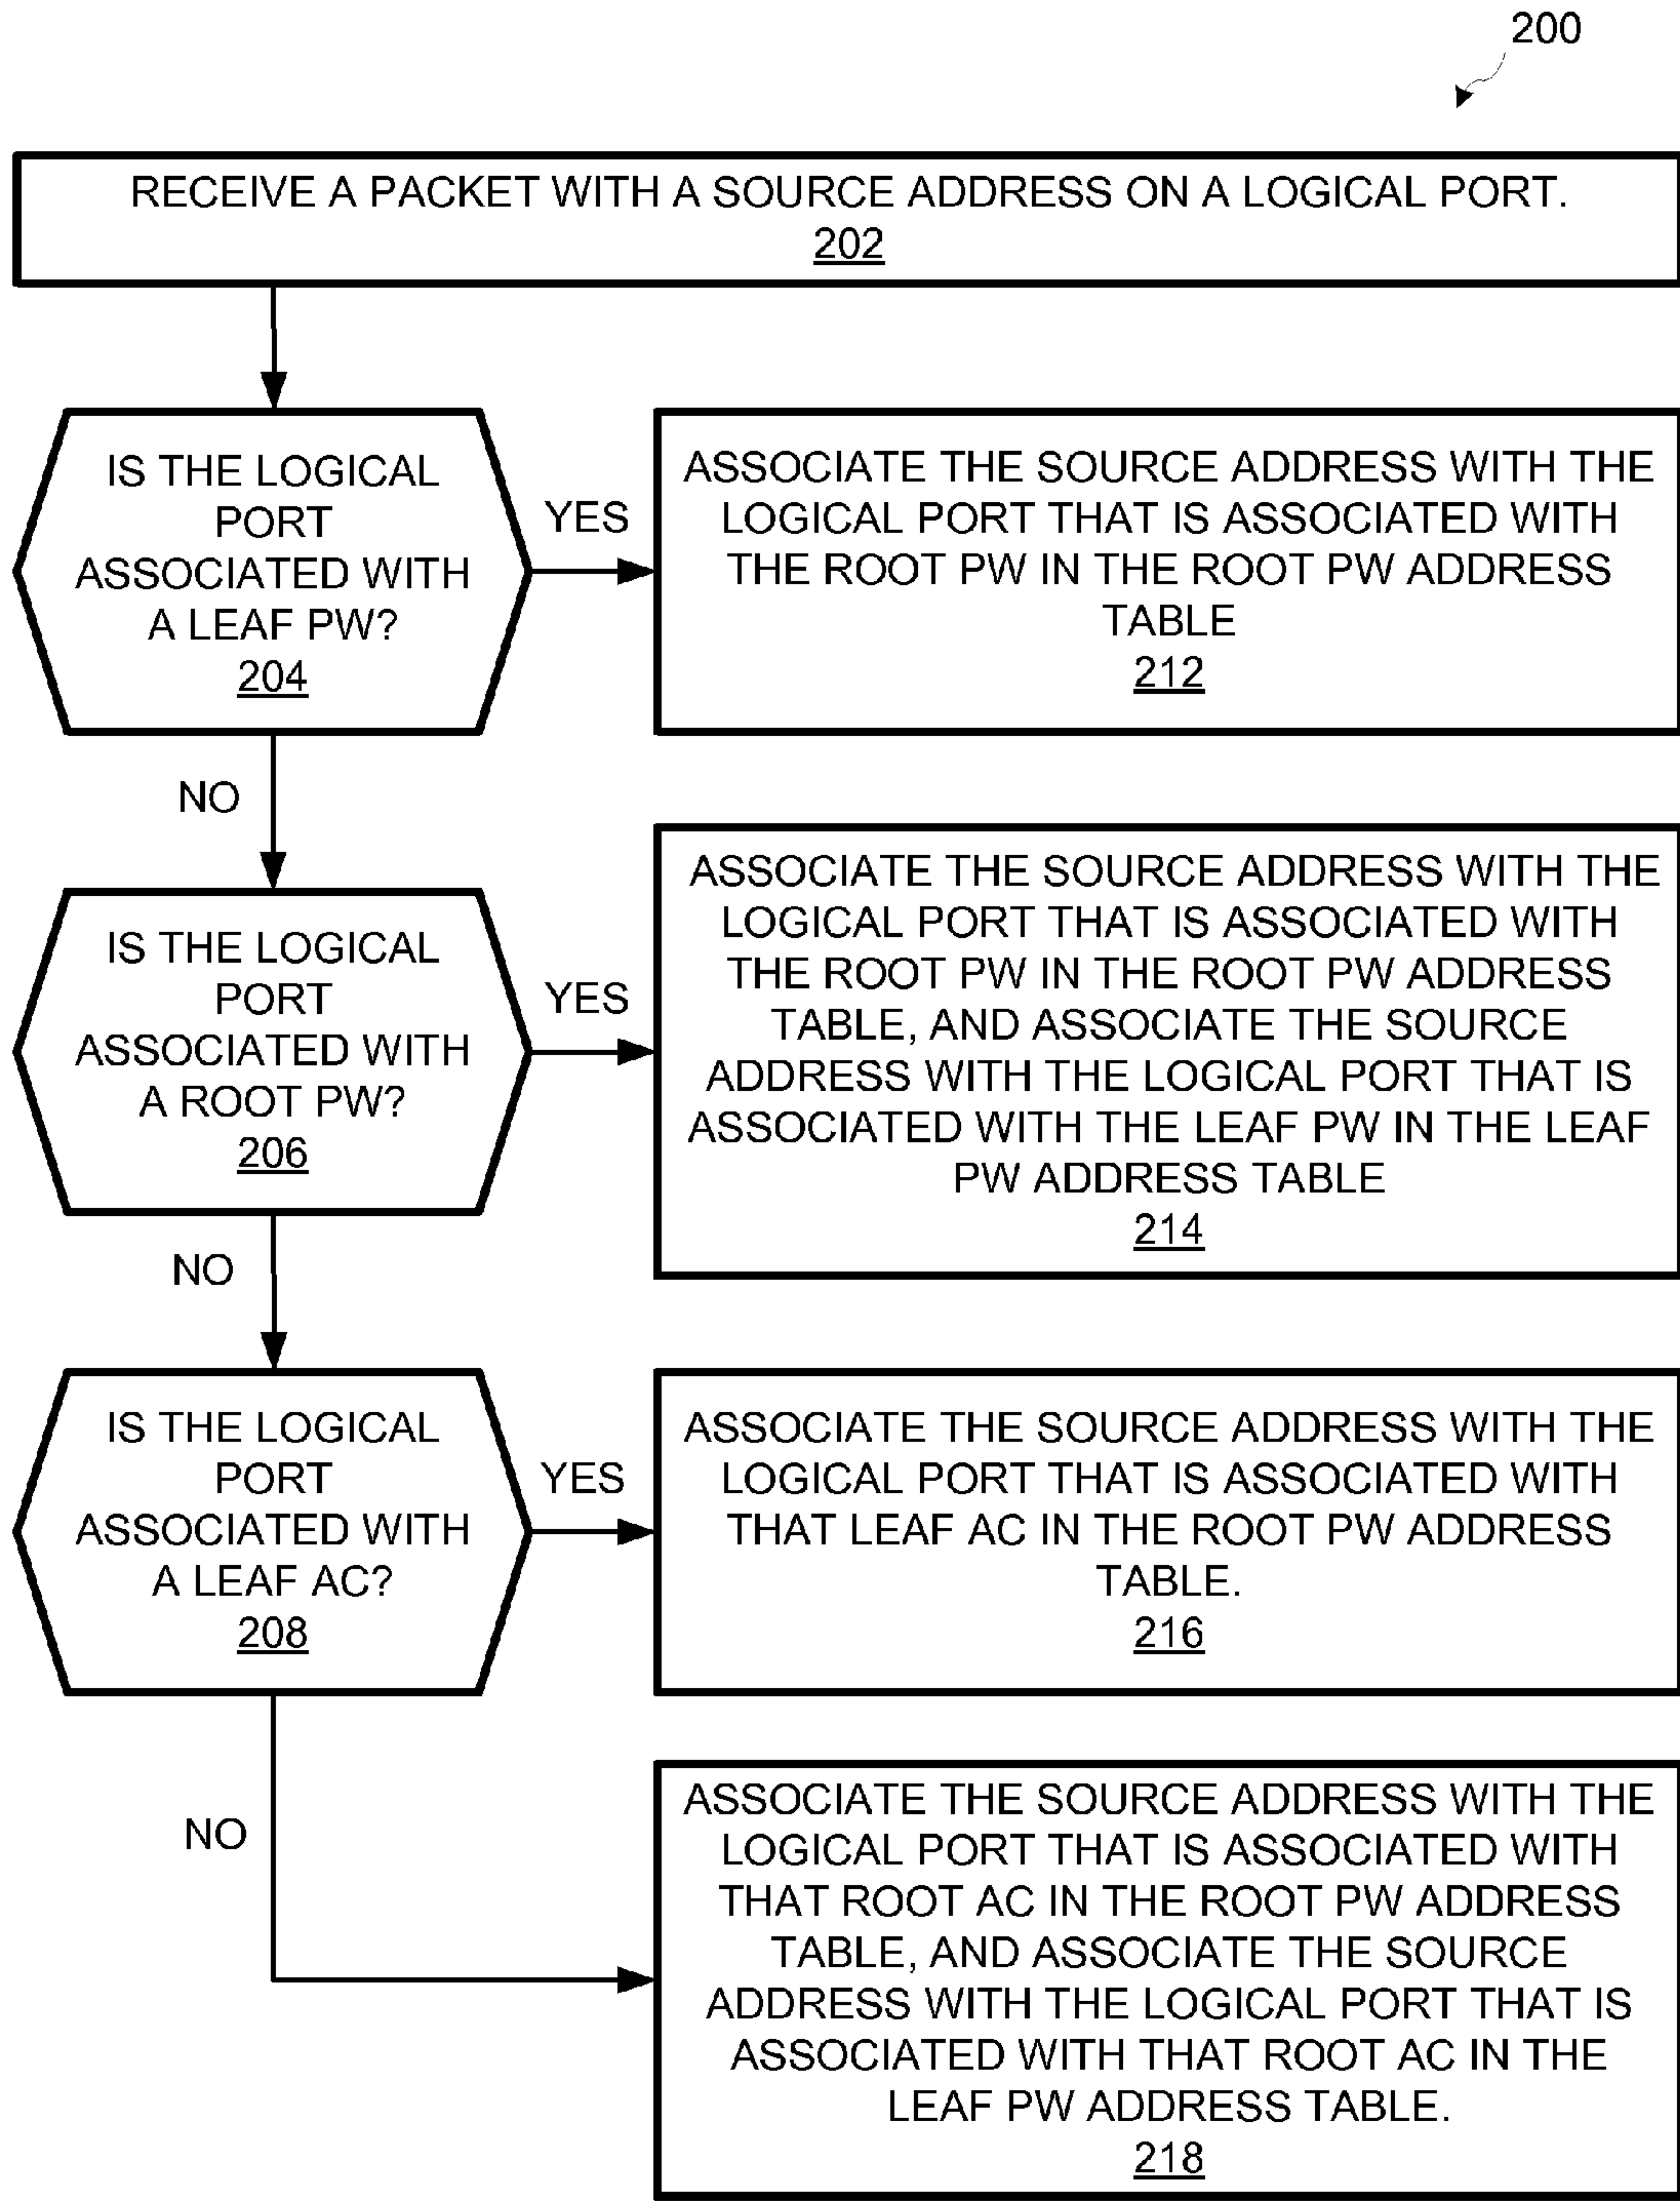 200
RECEIVE A PACKET WITH A SOURCE ADDRESS ON A LOGICAL PORT.
202
IS THE LOGICAL
PORT
ASSOCIATED WITH
A LEAF PW?
204
YES
ASSOCIATE THE SOURCE ADDRESS WITH THE
LOGICAL PORT THAT IS ASSOCIATED WITH
THE ROOT PW IN THE ROOT PW ADDRESS
TABLE
212
NO
IS THE LOGICAL
PORT
ASSOCIATED WITH
A ROOT PW?
206
YES
ASSOCIATE THE SOURCE ADDRESS WITH THE
LOGICAL PORT THAT IS ASSOCIATED WITH
THE ROOT PW IN THE ROOT PW ADDRESS
TABLE, AND ASSOCIATE THE SOURCE
ADDRESS WITH THE LOGICAL PORT THAT IS
ASSOCIATED WITH THE LEAF PW IN THE LEAF
PW ADDRESS TABLE
214
NO
IS THE LOGICAL
PORT
ASSOCIATED WITH
A LEAF AC?
208
YES
ASSOCIATE THE SOURCE ADDRESS WITH THE
LOGICAL PORT THAT IS ASSOCIATED WITH
THAT LEAF AC IN THE ROOT PW ADDRESS
TABLE.
216
NO
ASSOCIATE THE SOURCE ADDRESS WITH THE
LOGICAL PORT THAT IS ASSOCIATED WITH
THAT ROOT AC IN THE ROOT PW ADDRESS
TABLE, AND ASSOCIATE THE SOURCE
ADDRESS WITH THE LOGICAL PORT THAT IS
ASSOCIATED WITH THAT ROOT AC IN THE
LEAF PW ADDRESS TABLE.
218